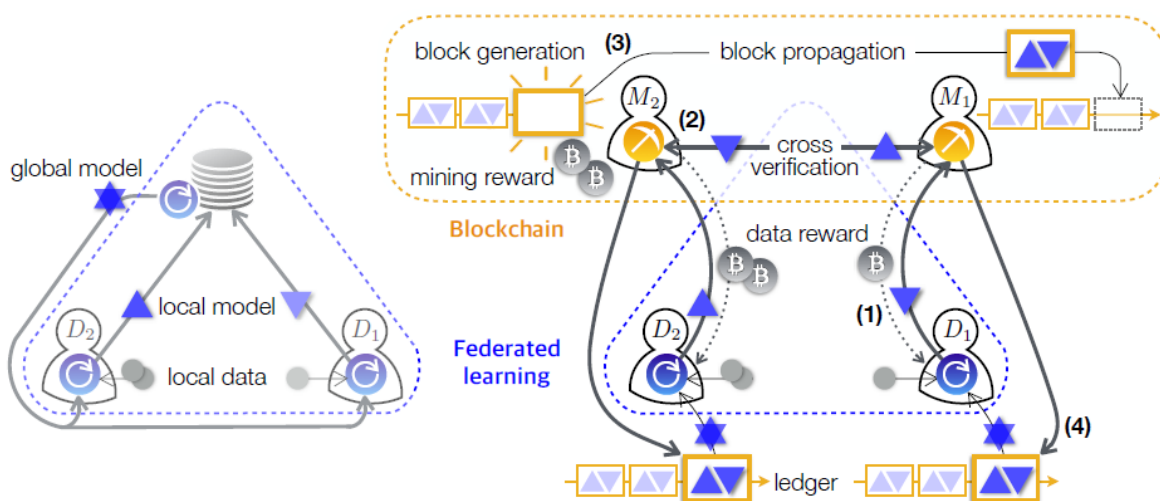 block generation
(3)
block propagation
M₂
M₁
(2)
global model
cross
verification
mining reward
₿
₿
Blockchain
data reward
₿
₿
₿
local model
(1)
D₂
D₁
D₂
D₁
Federated
learning
local data
(4)
ledger